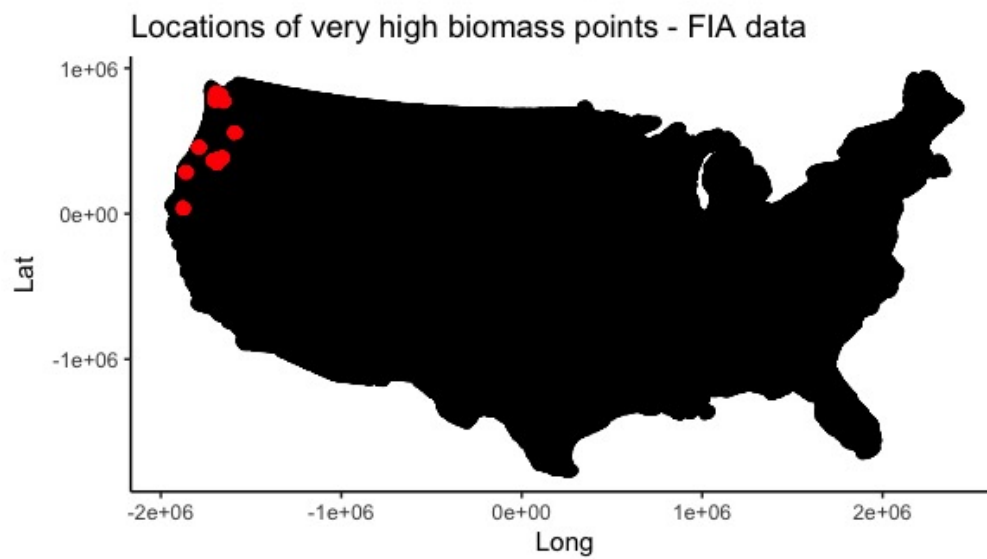 Locations of very high biomass points - FIA data
1e+06
0e+00
-1e+06
Lat
-2e+06 -1e+06 0e+00 1e+06 2e+06
Long